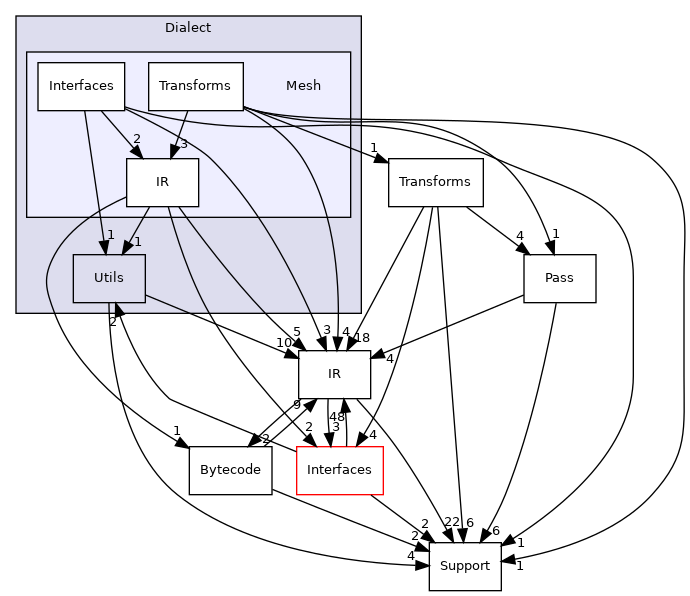 Dialect
Interfaces
Transforms
Mesh
2
3
1
IR
Transforms
1
1
4
1
Utils
Pass
2
10
5
3
4
18
4
IR
9
48
1
2
2
3
4
Bytecode
Interfaces
22
6
6
2
2
1
4
1
Support